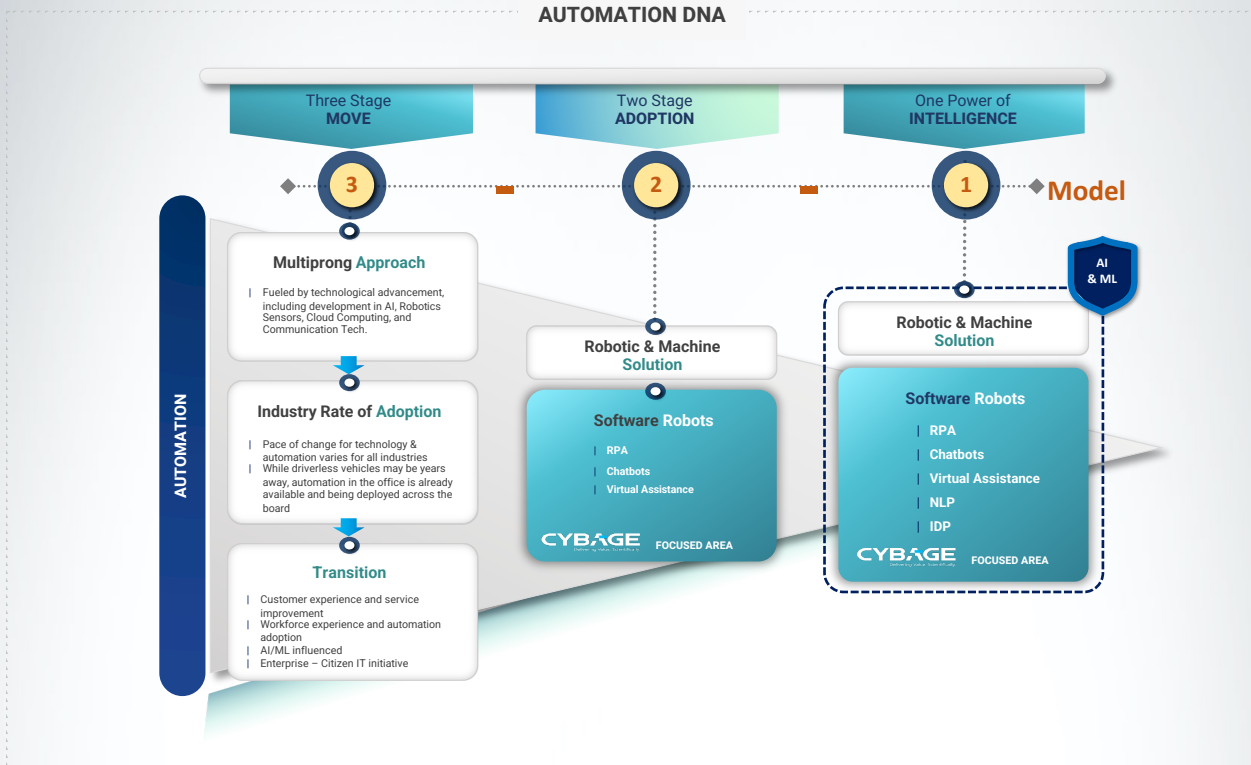 AUTOMATION DNA
Three Stage
MOVE
Two Stage
ADOPTION
One Power of
INTELLIGENCE
3
2
1
Model
AUTOMATION
Multiprong Approach
| Fueled by technological advancement,
including development in AI, Robotics
Sensors, Cloud Computing, and
Communication Tech.
Industry Rate of Adoption
| Pace of change for technology &
automation varies for all industries
| While driverless vehicles may be years
away, automation in the office is already
available and being deployed across the
board
Transition
| Customer experience and service
improvement
| Workforce experience and automation
adoption
| AI/ML influenced
| Enterprise – Citizen IT initiative
Robotic & Machine
Solution
Software Robots
| RPA
| Chatbots
| Virtual Assistance
CYBAGE FOCUSED AREA
Delivering Value Scientifically
AI
& ML
Robotic & Machine
Solution
Software Robots
| RPA
| Chatbots
| Virtual Assistance
| NLP
| IDP
CYBAGE FOCUSED AREA
Delivering Value Scientifically